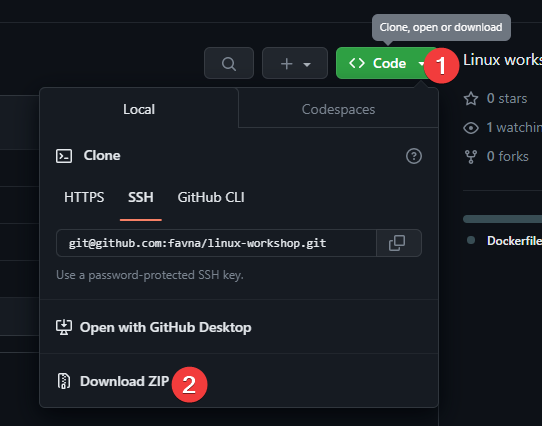 Clone, open or download
Code
1
Linux works
0 stars
1 watchin
0 forks
Dockerfile
Local
Codespaces
Clone
HTTPS
SSH
GitHub CLI
git@github.com:favna/linux-workshop.git
Use a password-protected SSH key.
Open with GitHub Desktop
Download ZIP
2